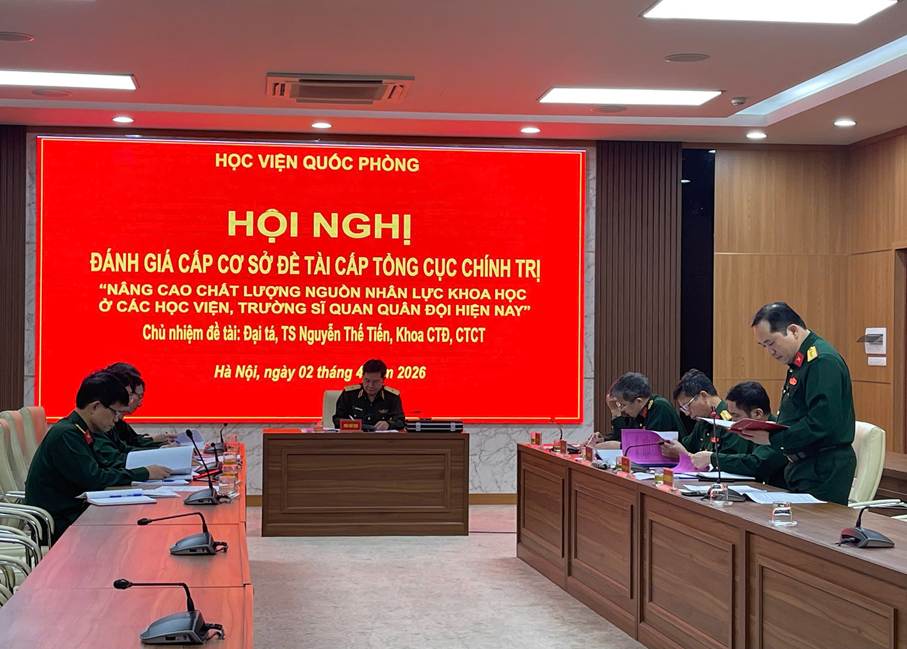 HỌC VIỆN QUỐC PHÒNG
HỘI NGHỊ
ĐÁNH GIÁ CẤP CƠ SỞ ĐỀ TÀI CẤP TỔNG CỤC CHÍNH TRỊ
“NÂNG CAO CHẤT LƯỢNG NGUỒN NHÂN LỰC KHOA HỌC
Ở CÁC HỌC VIỆN, TRƯỜNG SĨ QUAN QUÂN ĐỘI HIỆN NAY”
Chủ nhiệm đề tài: Đại tá, TS Nguyễn Thế Tiến, Khoa CTĐ, CTCT
Hà Nội, ngày 02 tháng 2026